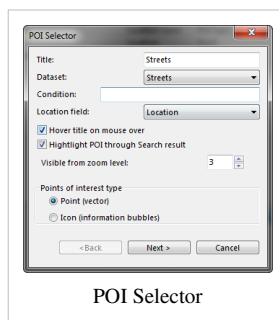 POI Selector
Title: Streets
Dataset: Streets
Condition:
Location field: Location
Hover title on mouse over
Hightlight POI through Search result
Visible from zoom level: 3
Points of interest type
Point (vector)
Icon (information bubbles)
< Back Next > Cancel
POI Selector